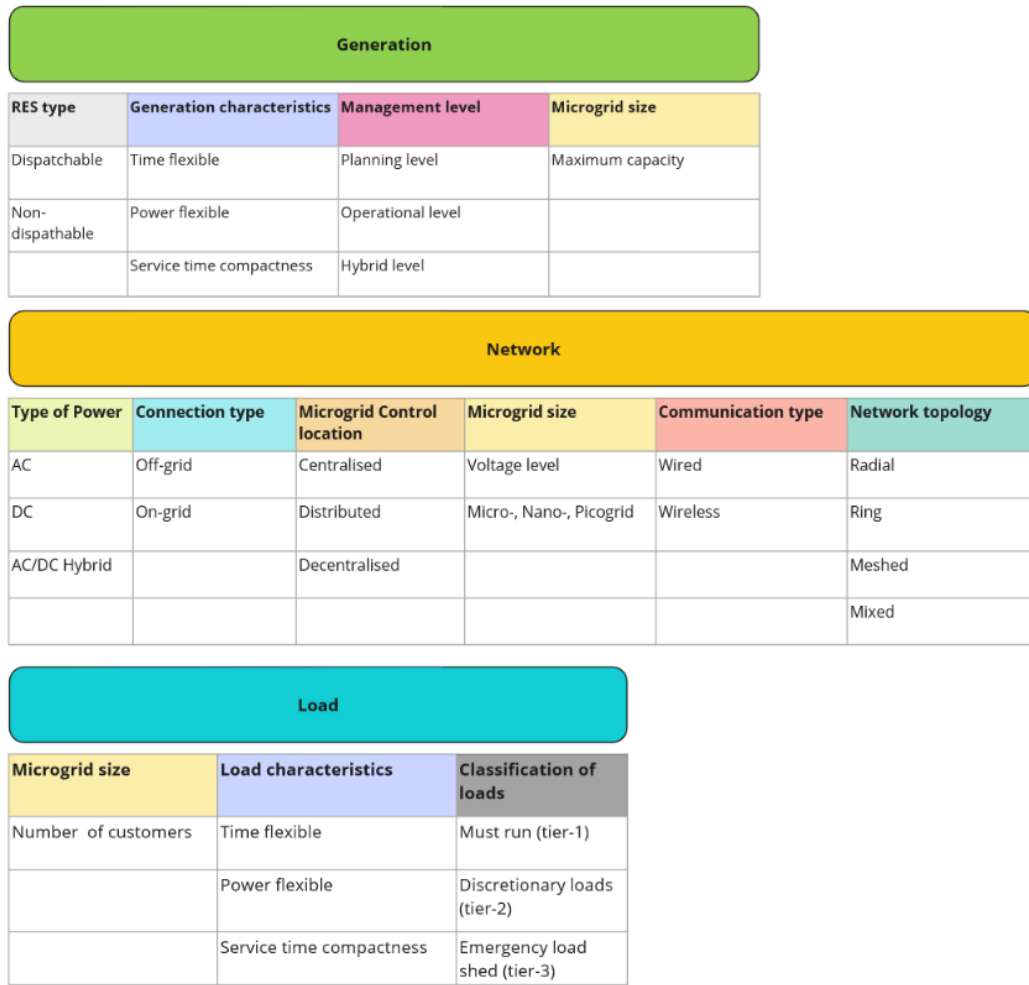 Generation
RES type Generation characteristics Management level Microgrid size
Dispatchable Time flexible Planning level Maximum capacity
Non-
dispathable Power flexible Operational level
Service time compactness Hybrid level
Network
Type of Power Connection type Microgrid Control
location Microgrid size Communication type Network topology
AC Off-grid Centralised Voltage level Wired Radial
DC On-grid Distributed Micro-, Nano-, Picogrid Wireless Ring
AC/DC Hybrid Decentralised Meshed
Mixed
Load
Microgrid size Load characteristics Classification of
loads
Number of customers Time flexible Must run (tier-1)
Power flexible Discretionary loads
(tier-2)
Service time compactness Emergency load
shed (tier-3)